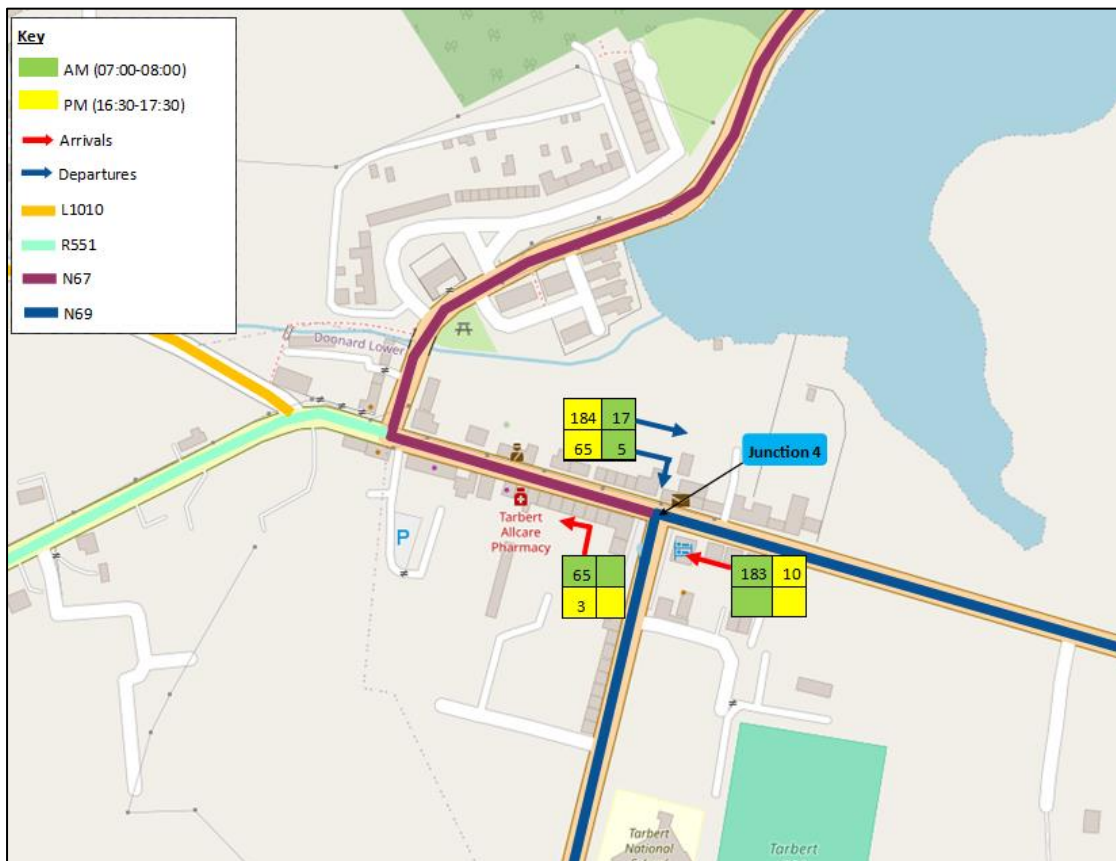 Key
AM (07:00-08:00)
PM (16:30-17:30)
Arrivals
Departures
L1010
R551
N67
N69
Doonard Lower
184 17
65 5
Junction 4
Tarbert
Allcare
Pharmacy
P
65
3
183 10
Tarbert
National
Tarbert